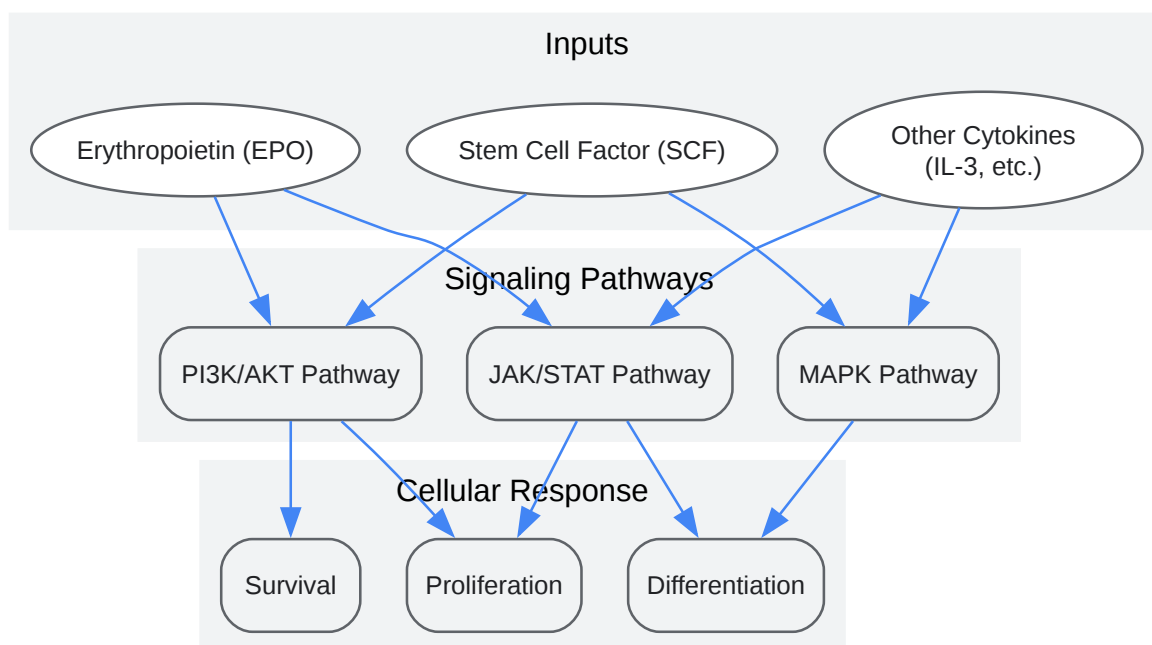 Inputs
Erythropoietin (EPO)
Stem Cell Factor (SCF)
Other Cytokines
(IL-3, etc.)
Signaling Pathways
PI3K/AKT Pathway
JAK/STAT Pathway
MAPK Pathway
Cellular Response
Survival
Proliferation
Differentiation